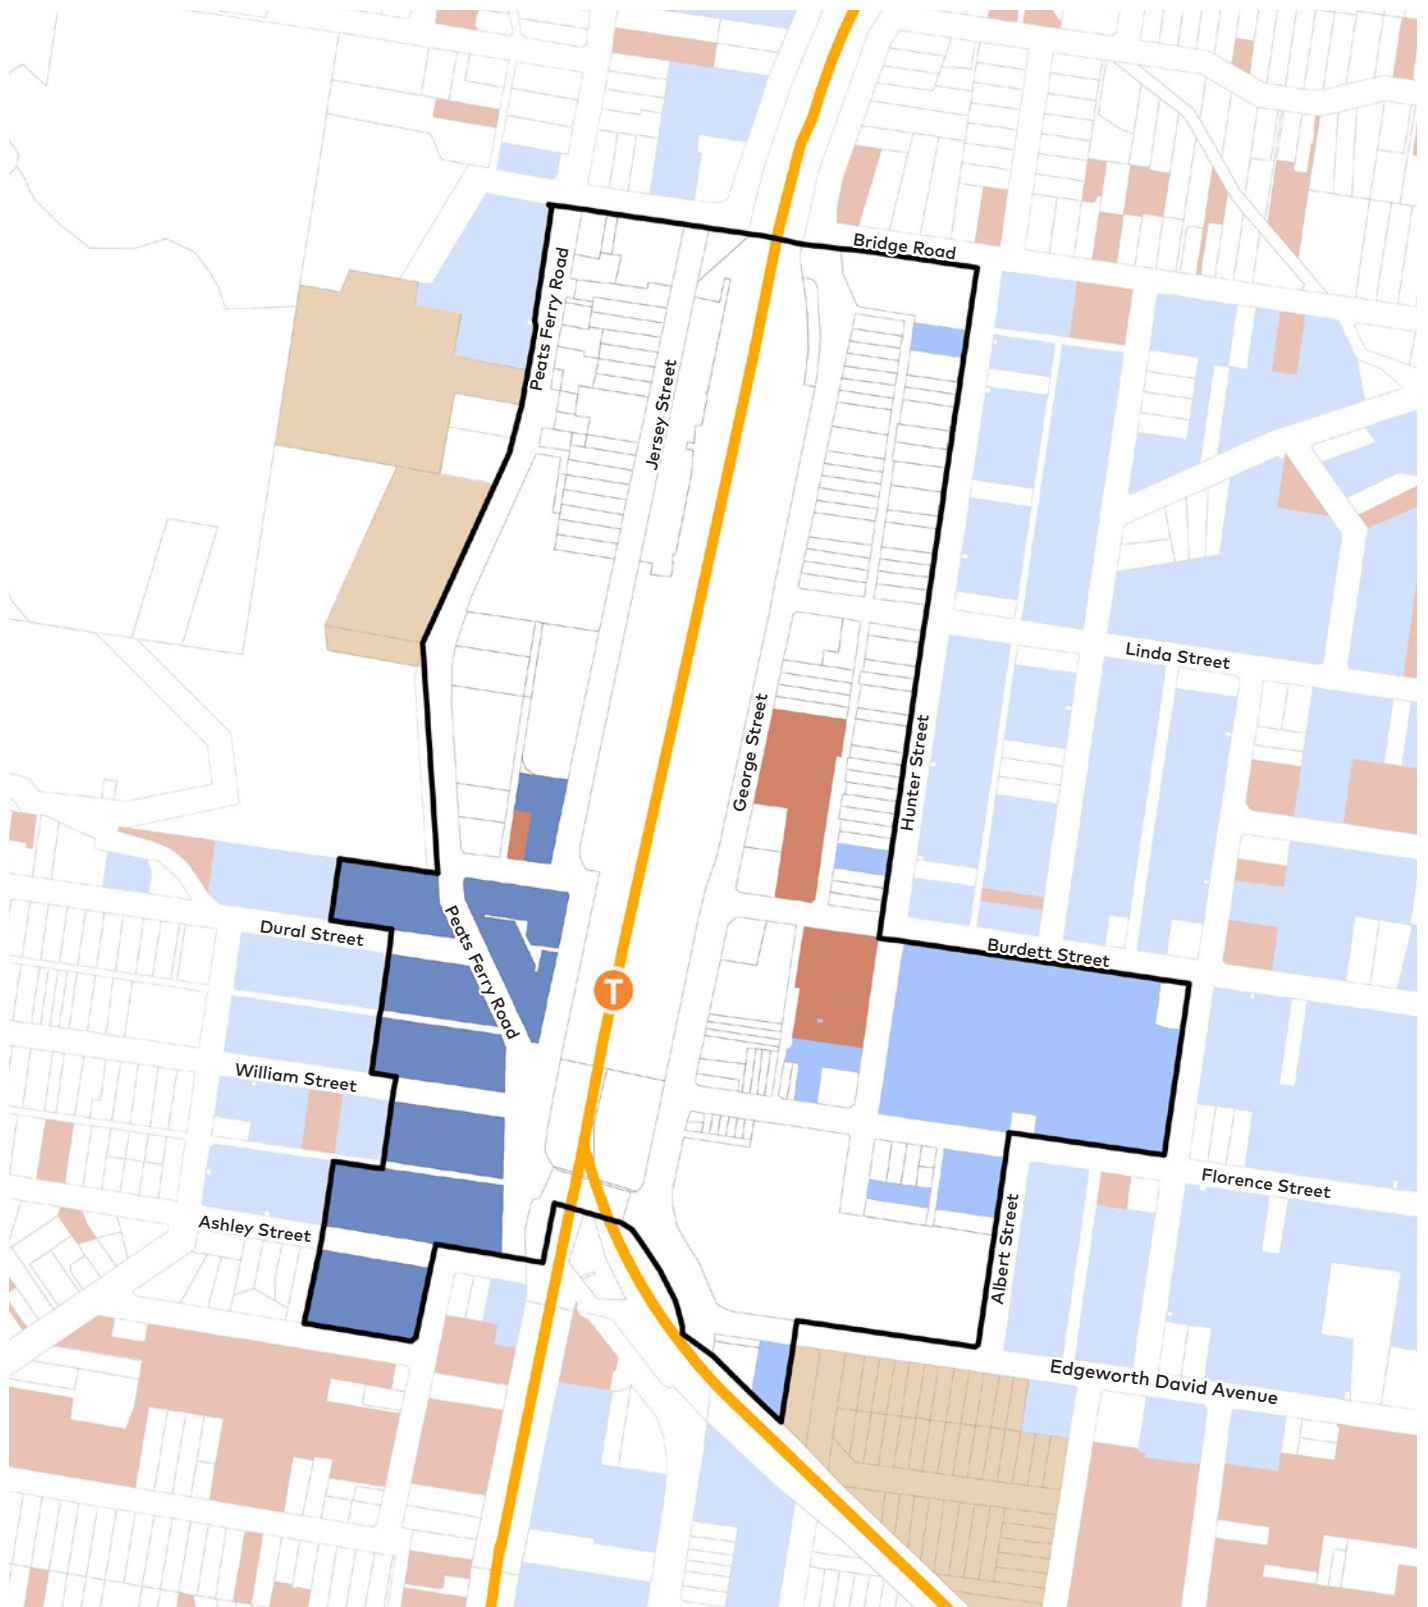 Bridge Road
Peats Ferry Road
Jersey Street
Linda Street
George Street
Hunter Street
Dural Street
Peats Ferry Road
Burdett Street
T
William Street
Florence Street
Ashley Street
Albert Street
Edgeworth David Avenue